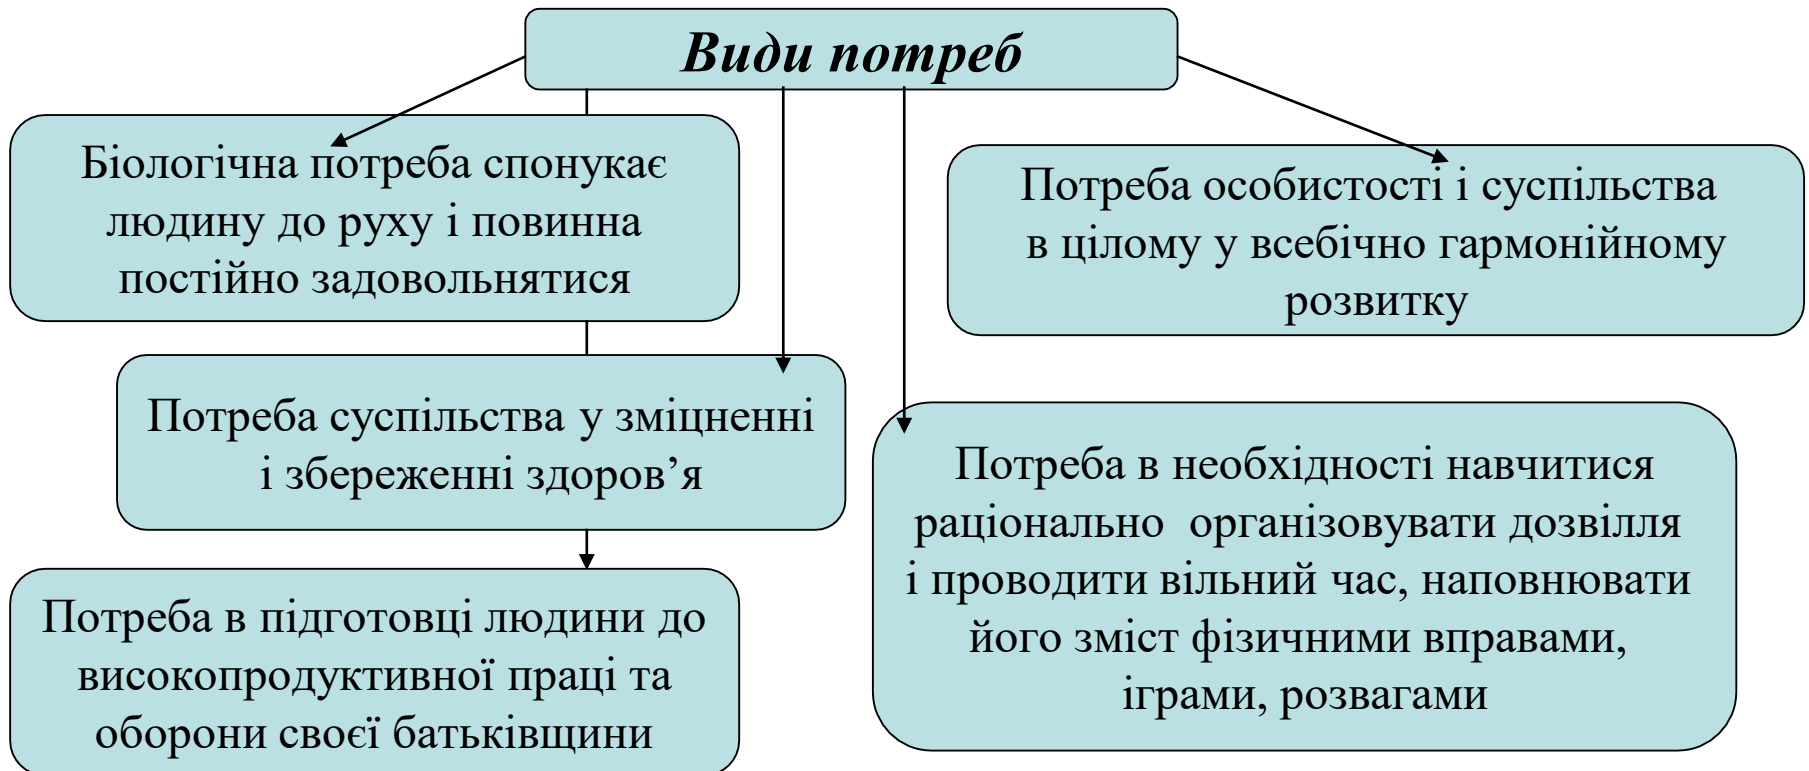 Види потреб
Біологічна потреба спонукає
людину до руху і повинна
постійно задовольнятися
Потреба особистості і суспільства
в цілому у всебічно гармонійному
розвитку
Потреба суспільства у зміцненні
і збереженні здоров’я
Потреба в необхідності навчитися
раціонально організовувати дозвілля
і проводити вільний час, наповнювати
його зміст фізичними вправами,
іграми, розвагами
Потреба в підготовці людини до
високопродуктивної праці та
оборони своєї батьківщини